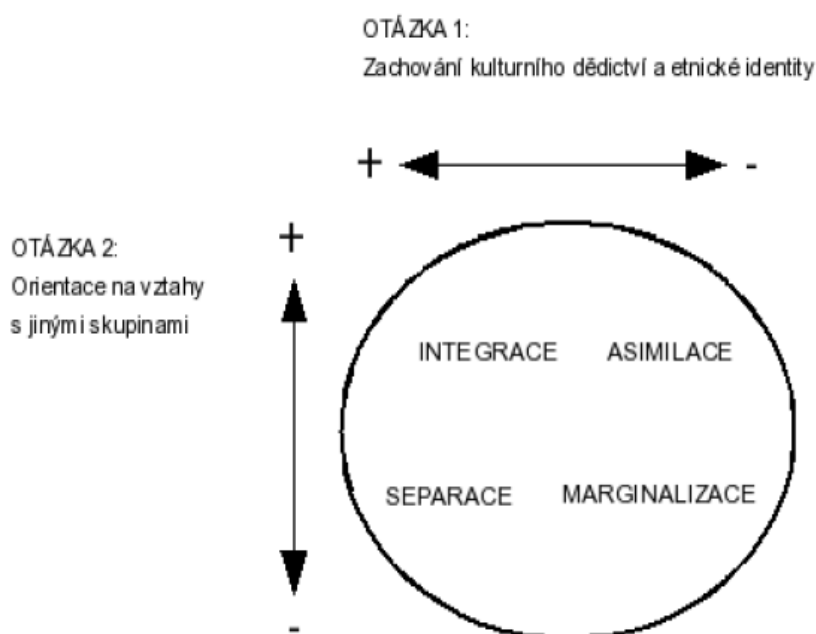 OTÁZKA 1:
Zachování kulturního dědictví a etnické identity
+ -
+
OTÁZKA 2:
Orientace na vztahy
s jinými skupinami
INTEGRACE ASIMILACE
SEPARACE MARGINALIZACE
-